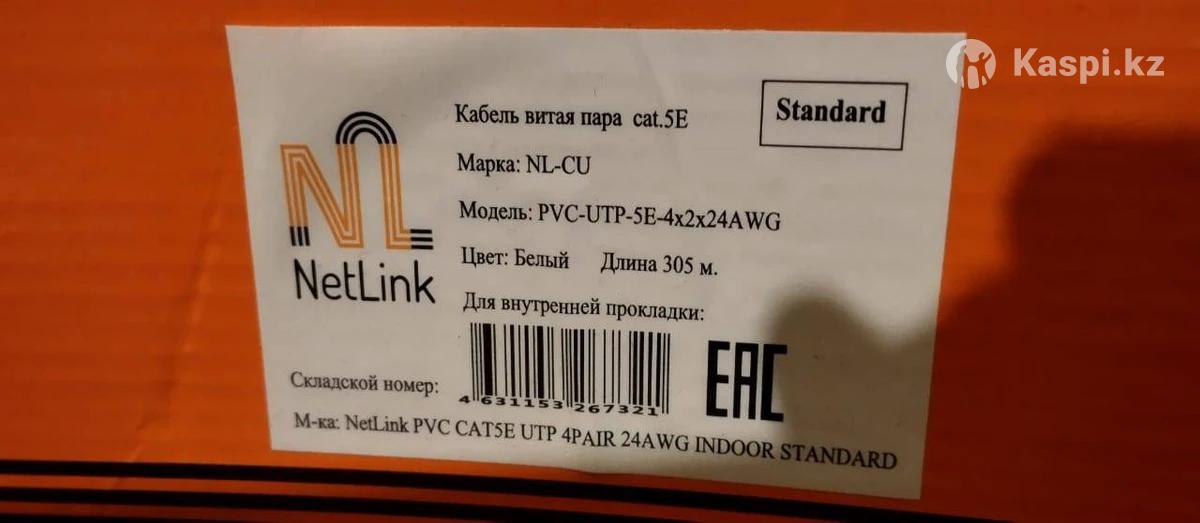 Kaspi.kz
Standard
Кабель витая пара cat.5E
Марка: NL-CU
Модель: PVC-UTP-5E-4x2x24AWG
Цвет: Белый Длина 305 м.
NetLink
Для внутренней прокладки:
EAC
Складской номер:
4 631153 267321
М-ка: NetLink PVC CAT5E UTP 4PAIR 24AWG INDOOR STANDARD